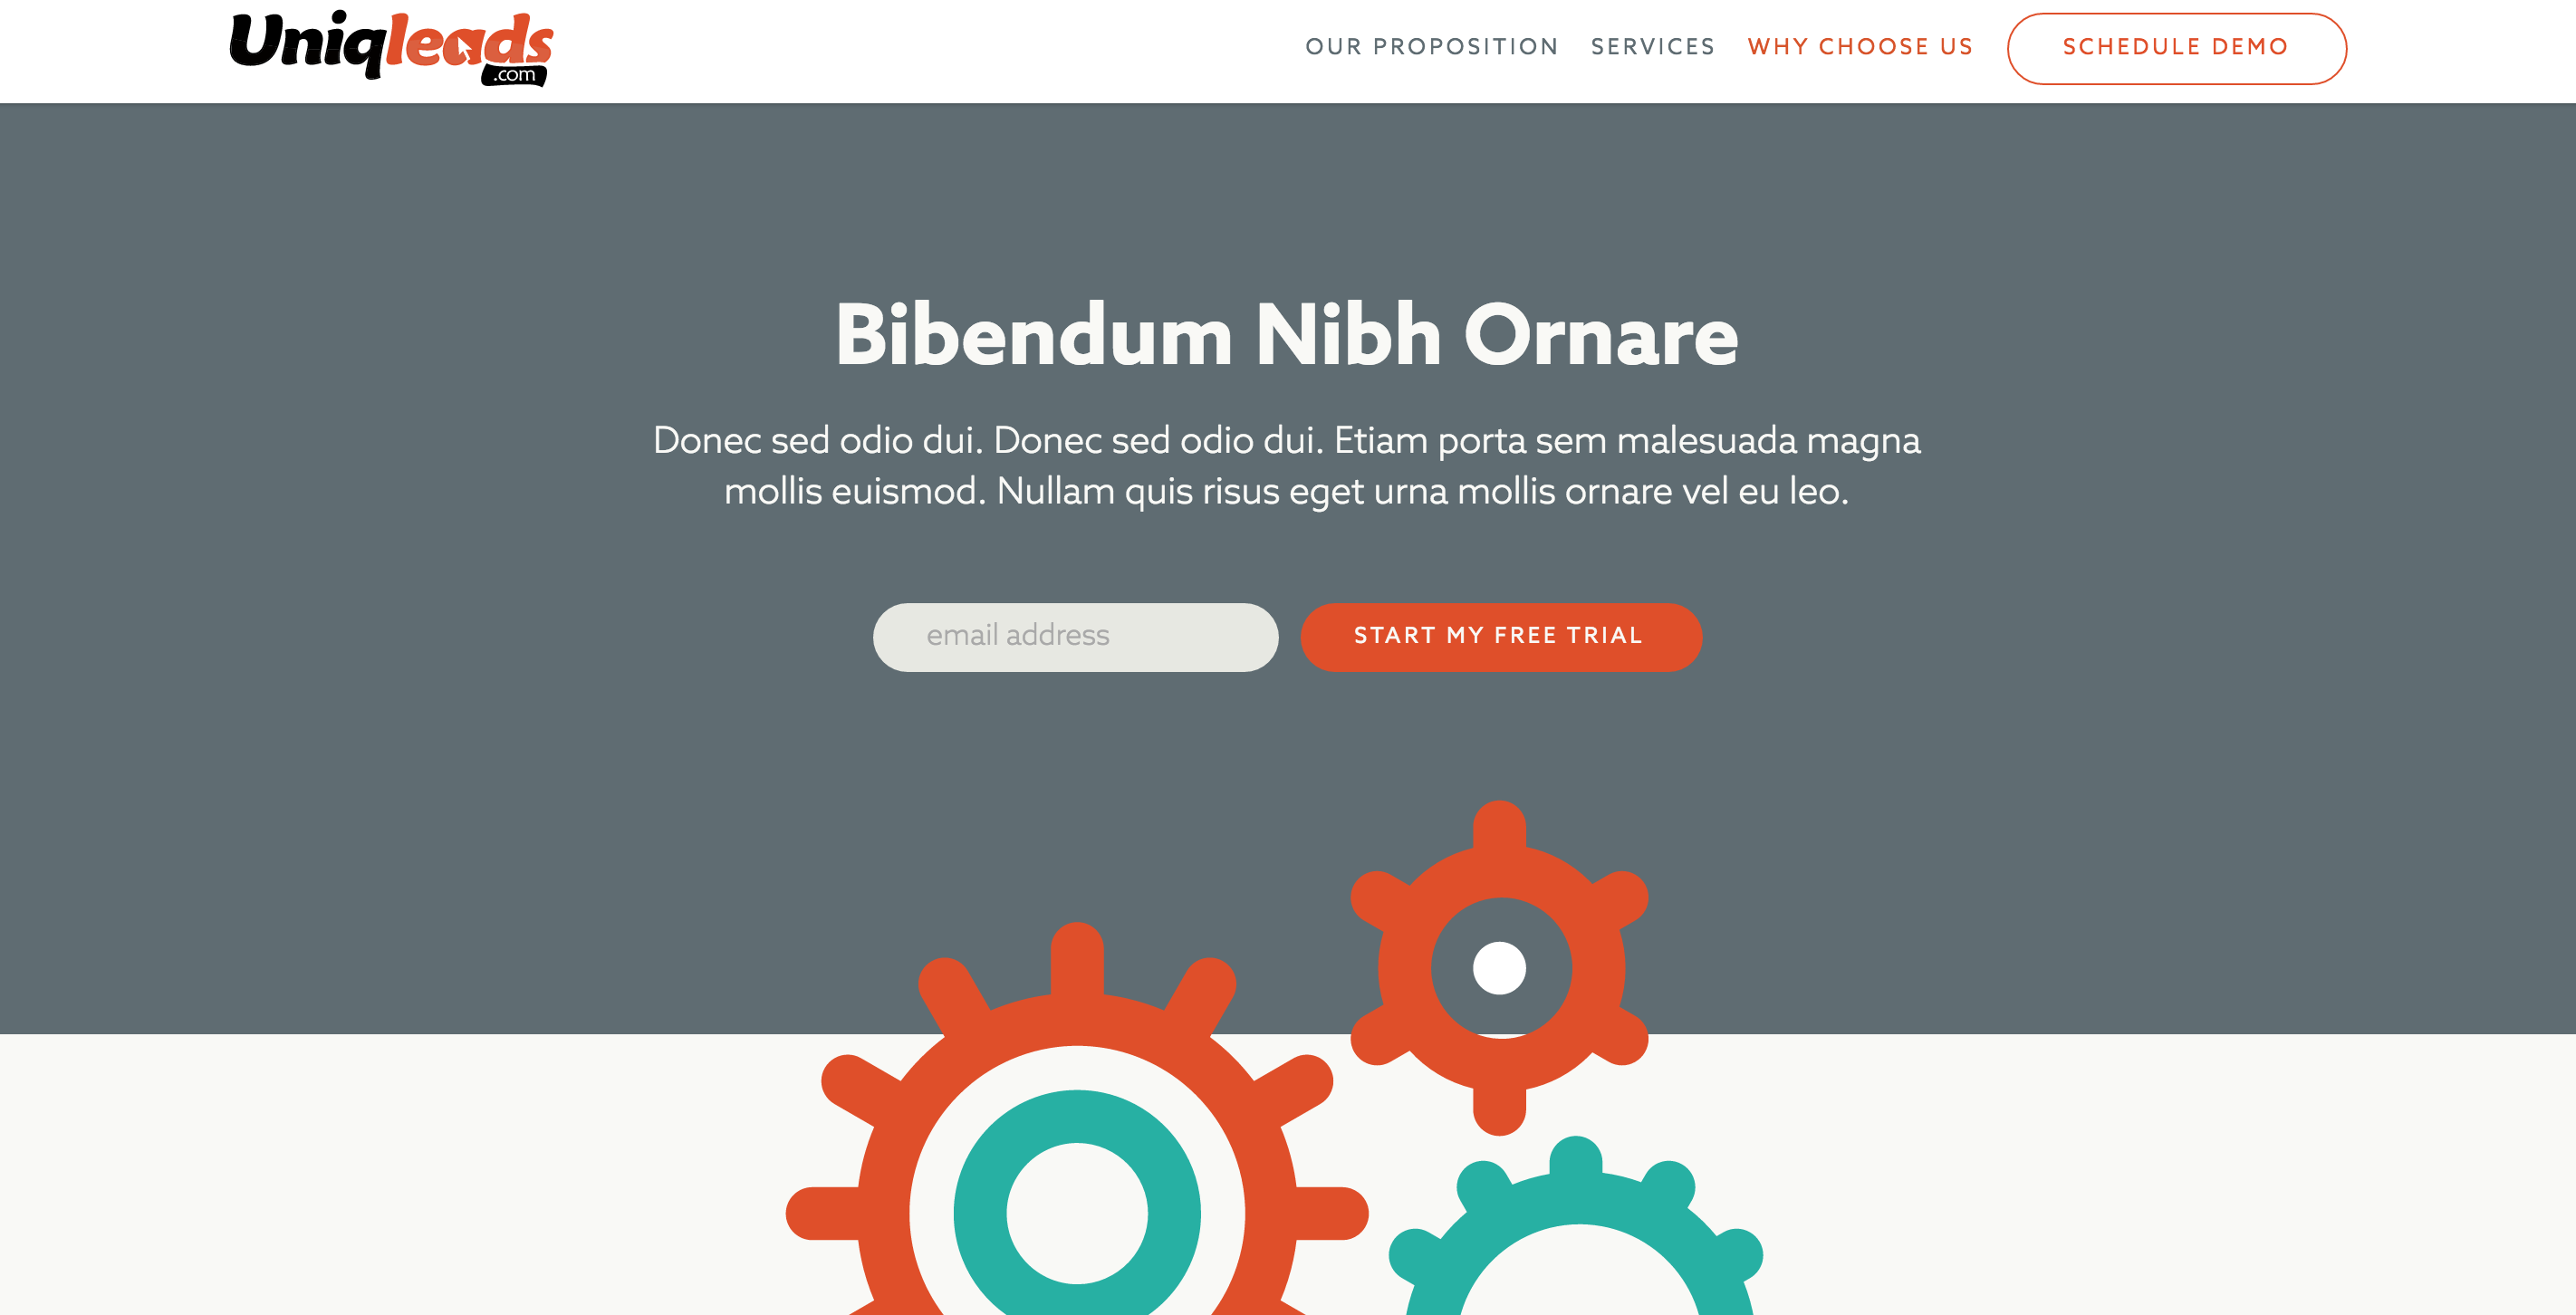 Uniqleads
.com
OUR PROPOSITION
SERVICES
WHY CHOOSE US
SCHEDULE DEMO
Bibendum Nibh Ornare
Donec sed odio dui. Donec sed odio dui. Etiam porta sem malesuada magna
mollis euismod. Nullam quis risus eget urna mollis ornare vel eu leo.
email address
START MY FREE TRIAL